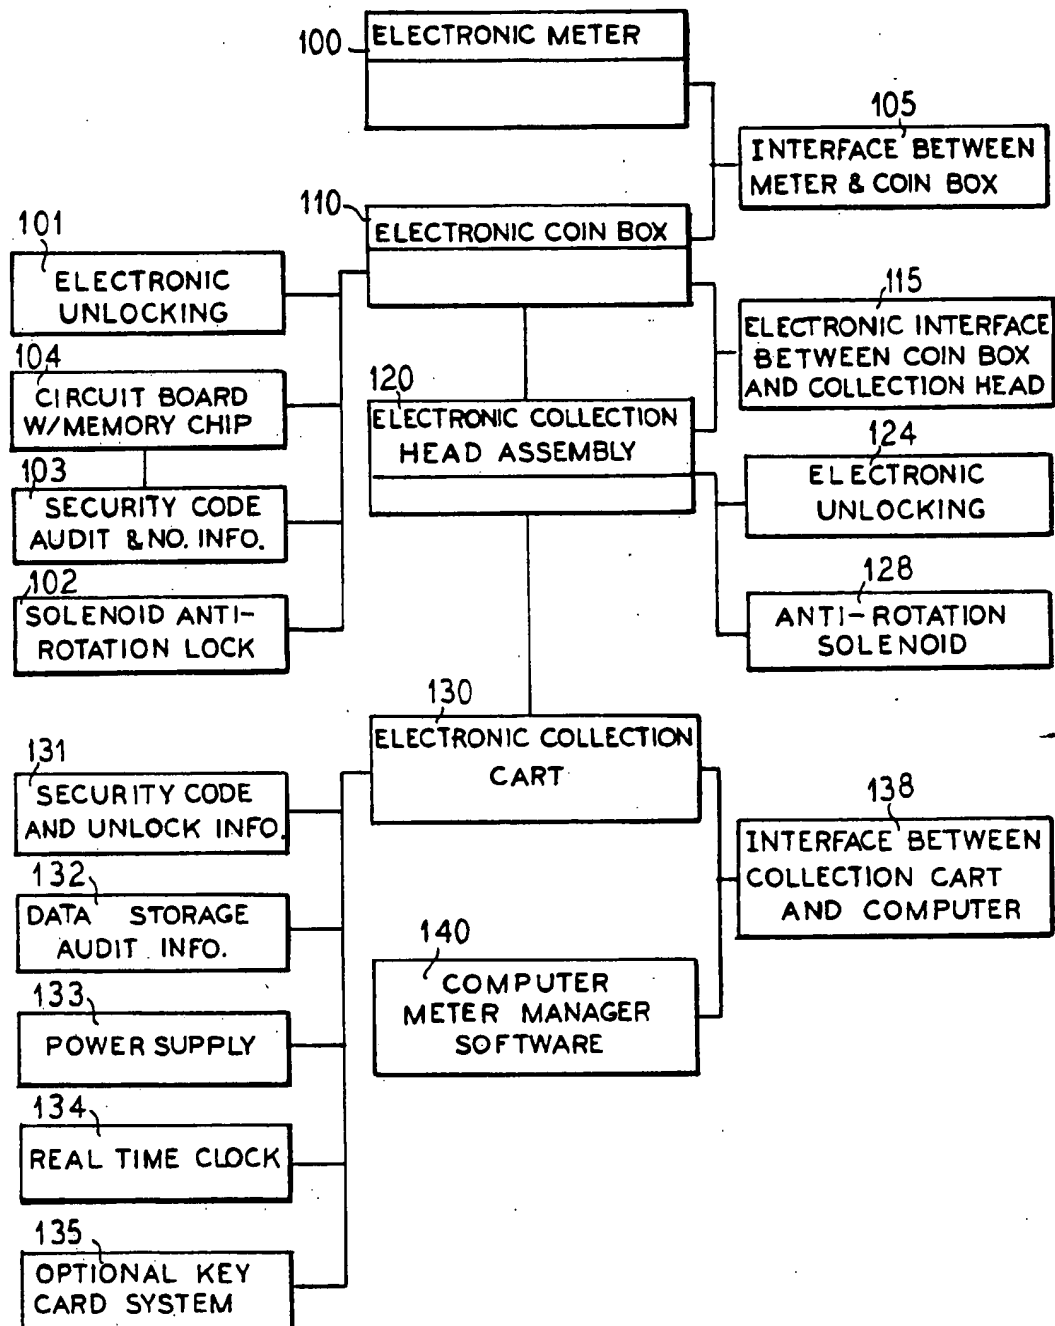 100
ELECTRONIC METER
105
INTERFACE BETWEEN
METER & COIN BOX
110
ELECTRONIC COIN BOX
101
ELECTRONIC
UNLOCKING
115
ELECTRONIC INTERFACE
BETWEEN COIN BOX
AND COLLECTION HEAD
104
CIRCUIT BOARD
W/MEMORY CHIP
120
ELECTRONIC COLLECTION
HEAD ASSEMBLY
124
ELECTRONIC
UNLOCKING
103
SECURITY CODE
AUDIT & NO. INFO.
102
SOLENOID ANTI-
ROTATION LOCK
128
ANTI-ROTATION
SOLENOID
130
ELECTRONIC COLLECTION
CART
131
SECURITY CODE
AND UNLOCK INFO.
138
INTERFACE BETWEEN
COLLECTION CART
AND COMPUTER
132
DATA STORAGE
AUDIT INFO.
140
COMPUTER
METER MANAGER
SOFTWARE
133
POWER SUPPLY
134
REAL TIME CLOCK
135
OPTIONAL KEY
CARD SYSTEM